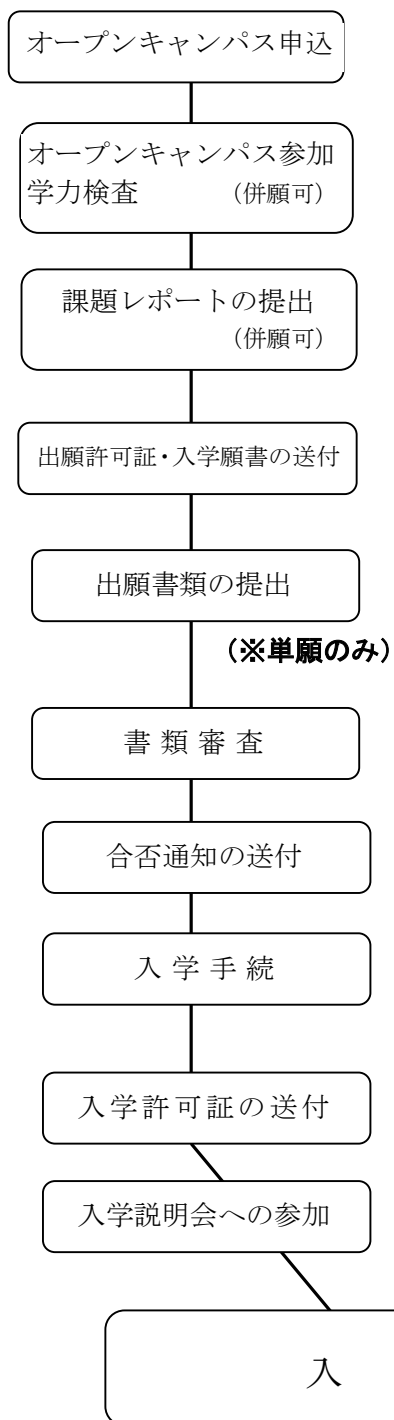 オープンキャンパス申込
オープンキャンパス参加
学力検査 （併願可）
課題レポートの提出
（併願可）
出願許可証・入学願書の送付
出願書類の提出
（※単願のみ）
書類審査
合否通知の送付
入学手続
入学許可証の送付
入学説明会への参加
入